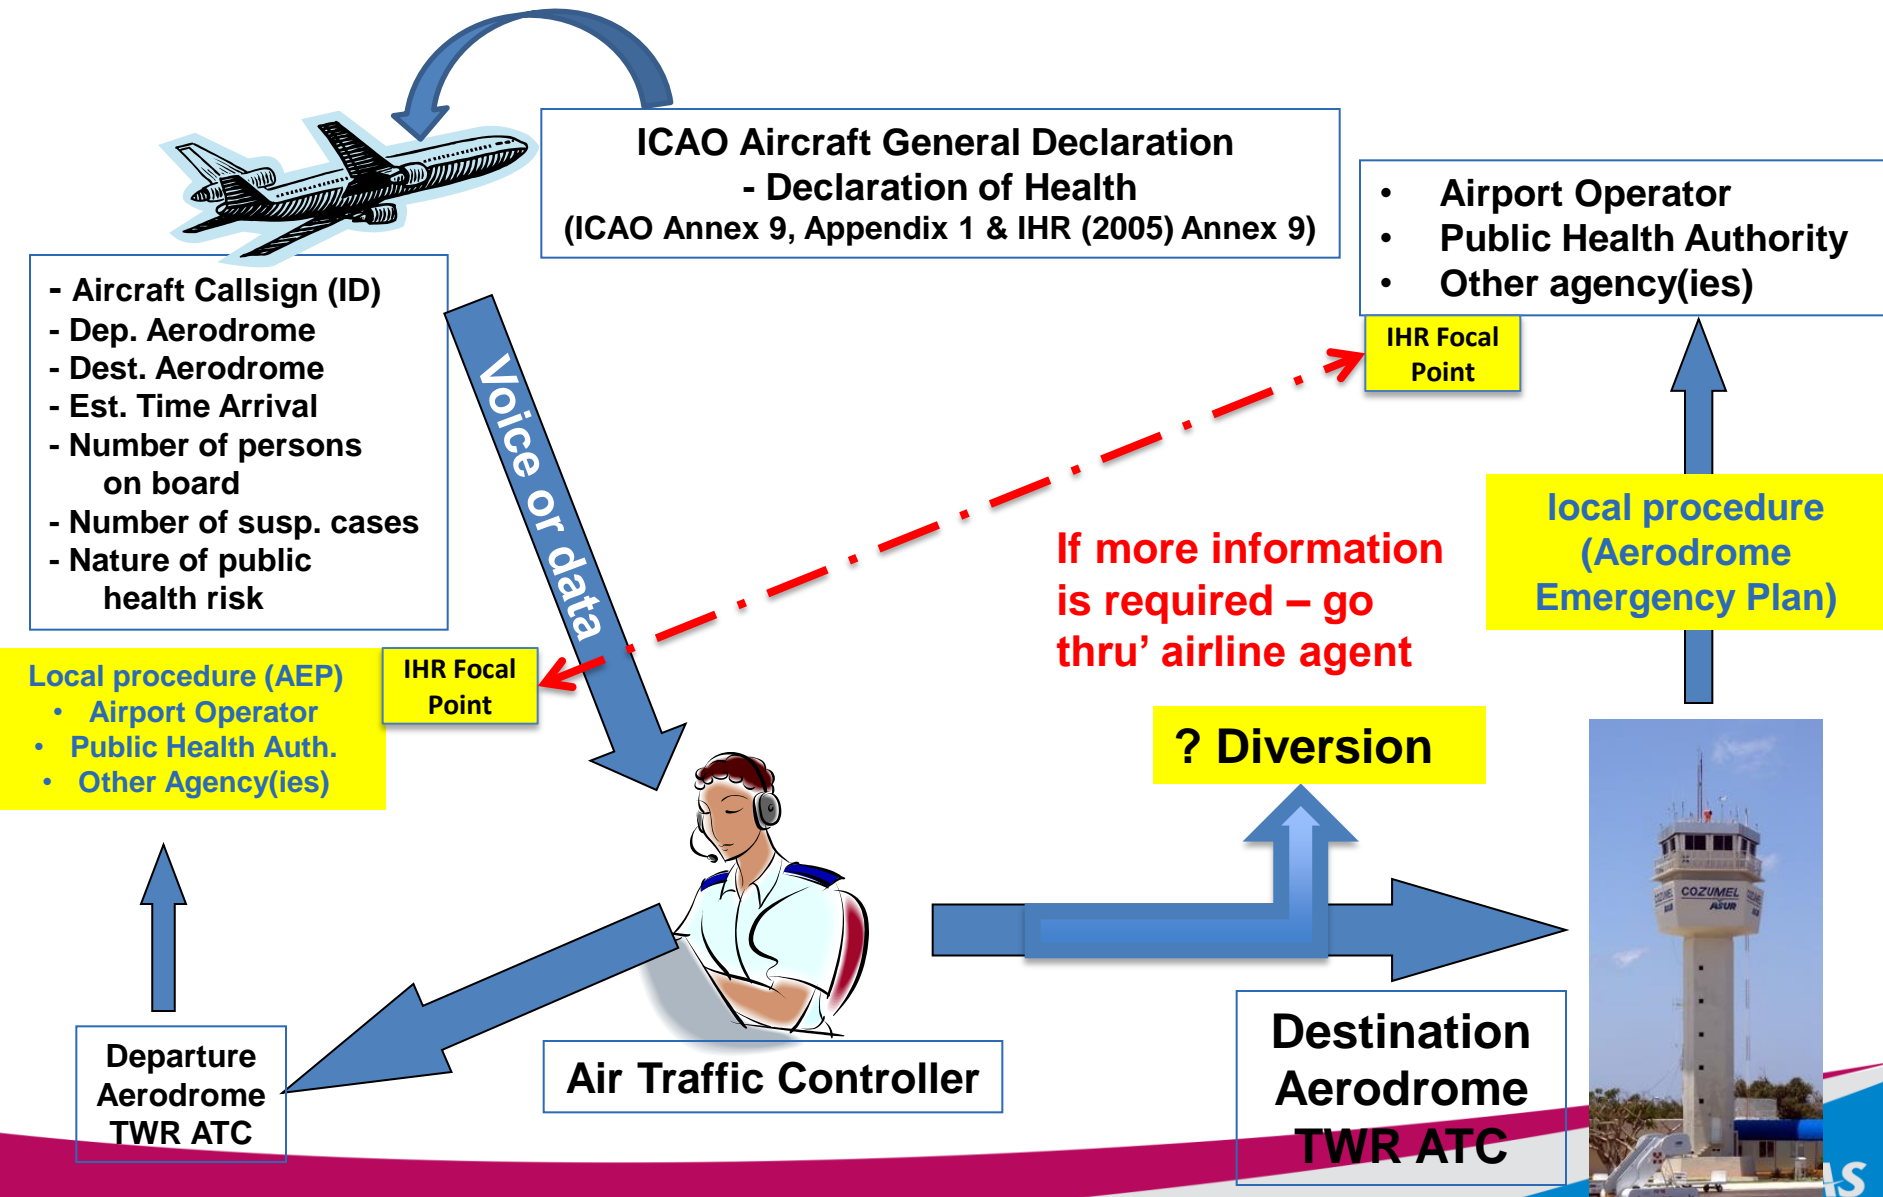 ICAO Aircraft General Declaration
- Declaration of Health
(ICAO Annex 9, Appendix 1 & IHR (2005) Annex 9)
• Airport Operator
• Public Health Authority
• Other agency(ies)
IHR Focal
Point
- Aircraft Callsign (ID)
- Dep. Aerodrome
- Dest. Aerodrome
- Est. Time Arrival
- Number of persons
on board
- Number of susp. cases
- Nature of public
health risk
Voice or data
local procedure
(Aerodrome
Emergency Plan)
If more information
is required – go
thru’ airline agent
Local procedure (AEP)
• Airport Operator
• Public Health Auth.
• Other Agency(ies)
IHR Focal
Point
? Diversion
COZUMEL
ASUR
Departure
Aerodrome
TWR ATC
Air Traffic Controller
Destination
Aerodrome
TWR ATC
AS